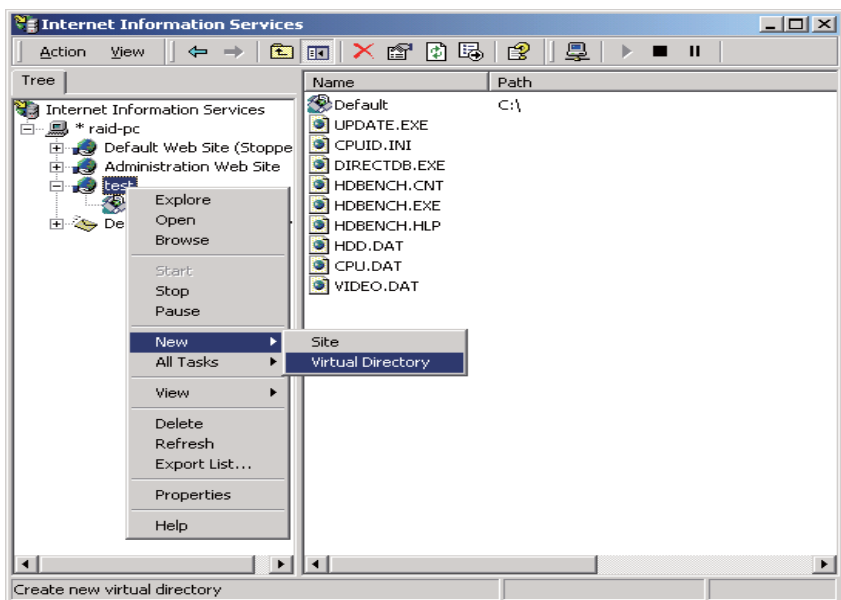 Internet Information Services
Action View
Tree
Name Path
Internet Information Services
* raid-pc
Default Web Site (Stoppe
Administration Web Site
test
De
Default C:\
UPDATE.EXE
CPUID.INI
DIRECTDB.EXE
HDBENCH.CNT
HDBENCH.EXE
HDBENCH.HLP
HDD.DAT
CPU.DAT
VIDEO.DAT
Explore
Open
Browse
Start
Stop
Pause
New
All Tasks
View
Delete
Refresh
Export List...
Properties
Help
Site
Virtual Directory
Create new virtual directory